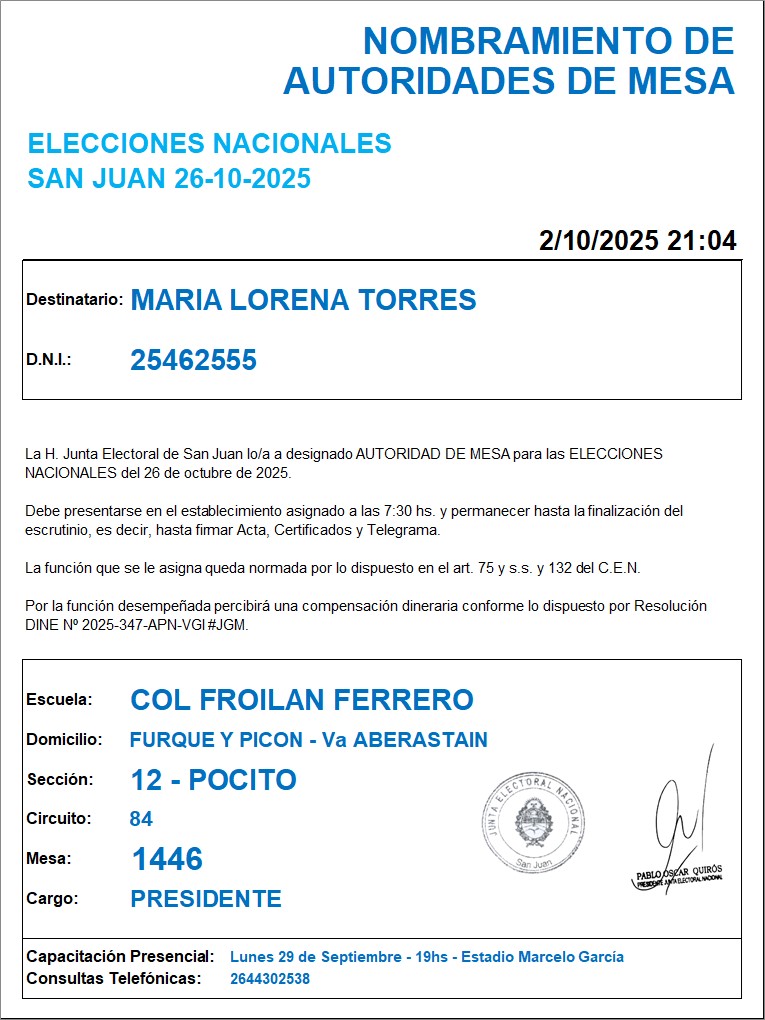 NOMBRAMIENTO DE
AUTORIDADES DE MESA
ELECCIONES NACIONALES
SAN JUAN 26-10-2025
2/10/2025 21:04
Destinatario: MARIA LORENA TORRES
D.N.I.: 25462555
La H. Junta Electoral de San Juan lo/a a designado AUTORIDAD DE MESA para las ELECCIONES
NACIONALES del 26 de octubre de 2025.
Debe presentarse en el establecimiento asignado a las 7:30 hs. y permanecer hasta la finalización del
escrutinio, es decir, hasta firmar Acta, Certificados y Telegrama.
La función que se le asigna queda normada por lo dispuesto en el art. 75 y s.s. y 132 del C.E.N.
Por la función desempeñada percibirá una compensación dineraria conforme lo dispuesto por Resolución
DINE Nº 2025-347-APN-VGI#JGM.
Escuela: COL FROILAN FERRERO
Domicilio: FURQUE Y PICON - Va ABERASTAIN
Sección: 12 - POCITO
Circuito: 84
Mesa: 1446
Cargo: PRESIDENTE
JUNTA ELECTORAL NACIONAL
San Juan
PABLO OSCAR QUIRÓS
PRESIDENTE JUNTA ELECTORAL NACIONAL
Capacitación Presencial: Lunes 29 de Septiembre - 19hs - Estadio Marcelo García
Consultas Telefónicas: 2644302538